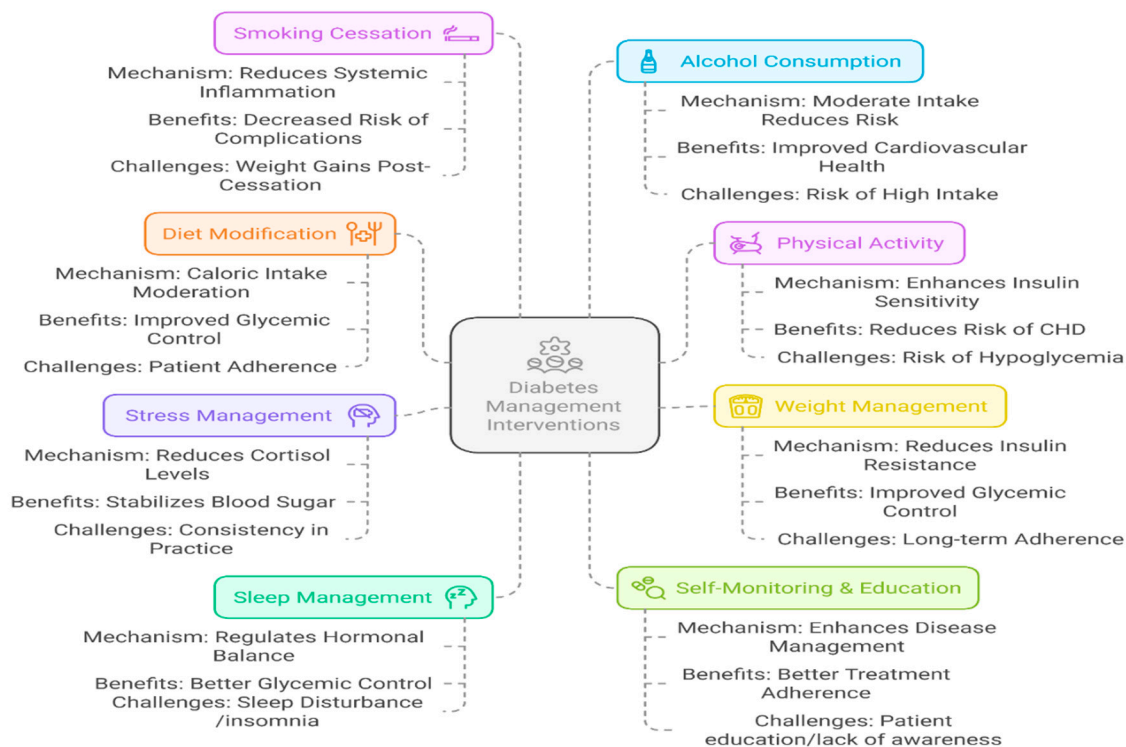 Smoking Cessation
Mechanism: Reduces Systemic
Inflammation
Benefits: Decreased Risk of
Complications
Challenges: Weight Gains Post-
Cessation
Diet Modification
Mechanism: Caloric Intake
Moderation
Benefits: Improved Glycemic
Control
Challenges: Patient Adherence
Stress Management
Mechanism: Reduces Cortisol
Levels
Benefits: Stabilizes Blood Sugar
Challenges: Consistency in
Practice
Sleep Management
Mechanism: Regulates Hormonal
Balance
Benefits: Better Glycemic Control
Challenges: Sleep Disturbance
/insomnia
Diabetes
Management
Interventions
Alcohol Consumption
Mechanism: Moderate Intake
Reduces Risk
Benefits: Improved Cardiovascular
Health
Challenges: Risk of High Intake
Physical Activity
Mechanism: Enhances Insulin
Sensitivity
Benefits: Reduces Risk of CHD
Challenges: Risk of Hypoglycemia
Weight Management
Mechanism: Reduces Insulin
Resistance
Benefits: Improved Glycemic
Control
Challenges: Long-term Adherence
Self-Monitoring & Education
Mechanism: Enhances Disease
Management
Benefits: Better Treatment
Adherence
Challenges: Patient
education/lack of awareness